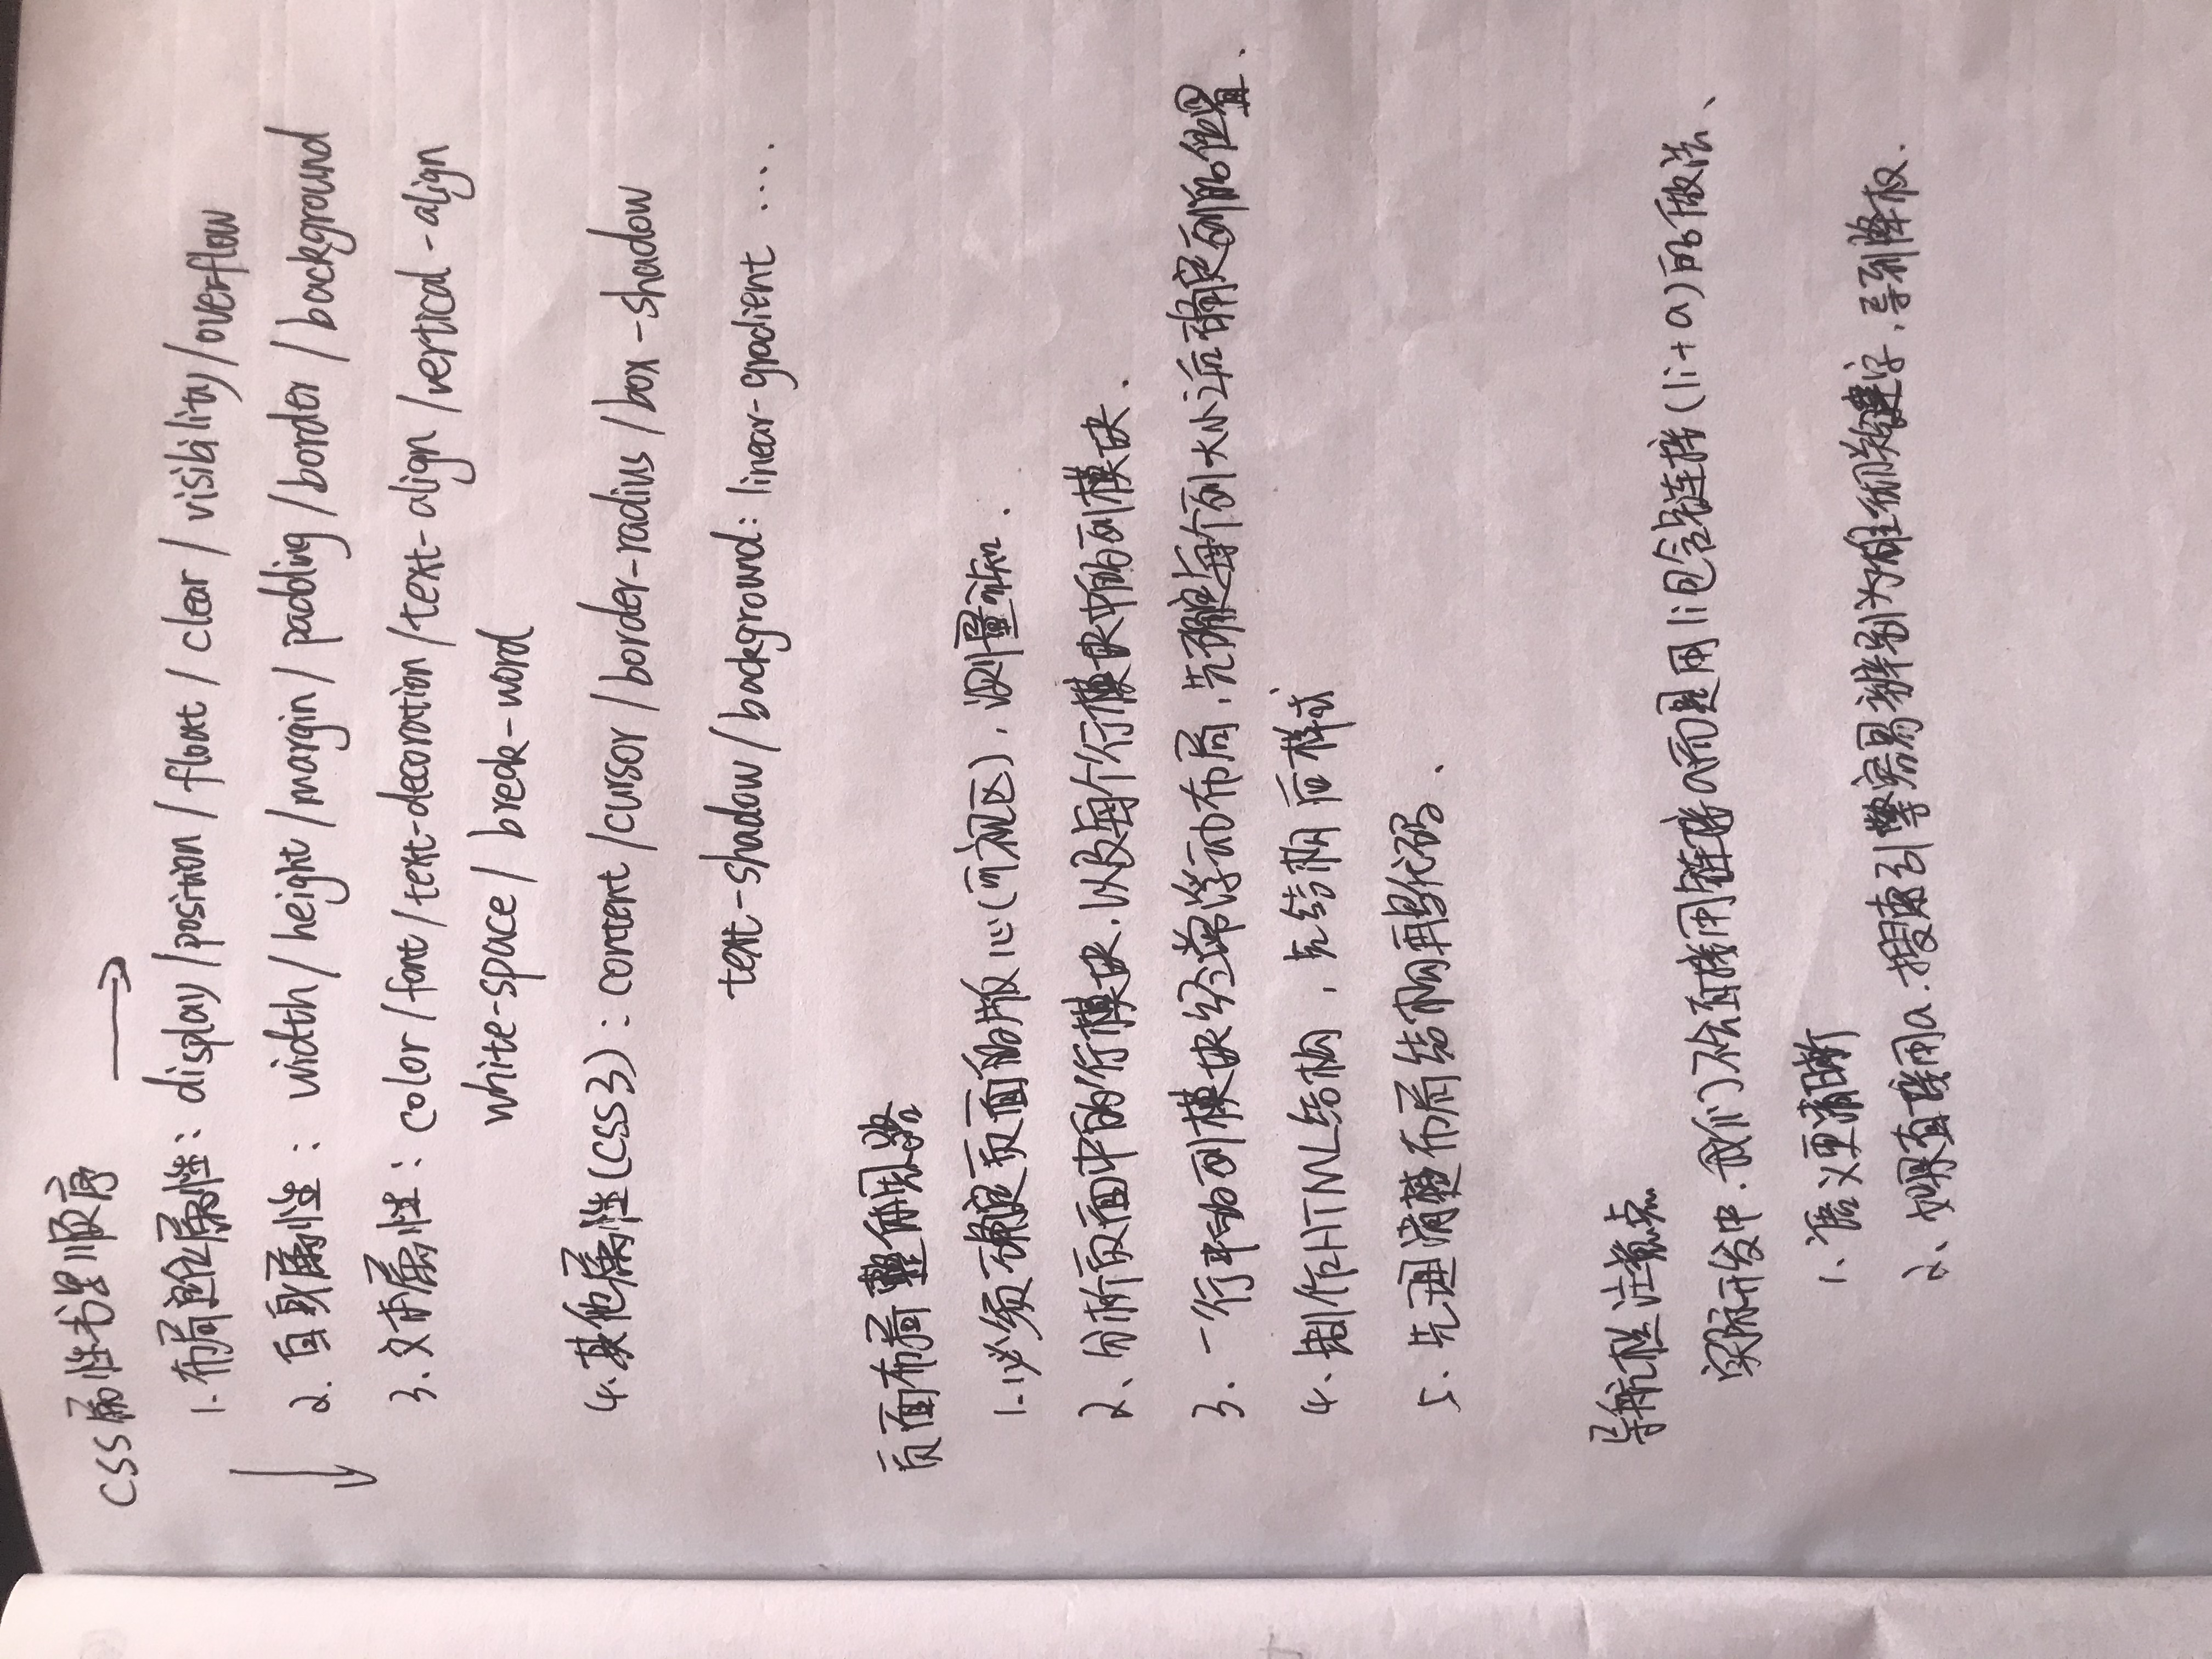 CSS属性书写顺序 →
1. 布局定位属性: display/position/float/clear/visibility/overflow
2. 自身属性: width/height/margin/padding/border/background
3. 文本属性: color/font/text-decoration/text-align/vertical-align
white-space/break-word
4. 其他属性(CSS3): content/cursor/border-radius/box-shadow
text-shadow/background: linear-gradient ....
页面布局整体思路
1. 必须确定页面的版心(可视区), 测量可知.
2、分析页面中的行模块, 以及每个行模块中的列模块.
3. 一行中的列模块经常浮动布局, 先确定每个列大小之后确定列的位置.
4. 制作HTML结构, 先结构后样式
5. 先理清楚布局结构再写代码.
导航栏注意点
实际开发中, 我们不会直接用链接a而是用li包含链接(li+a)的做法、
1、语义更清晰
2、如果直接用a, 搜索引擎容易辨别为堆砌关键字, 导到降权.